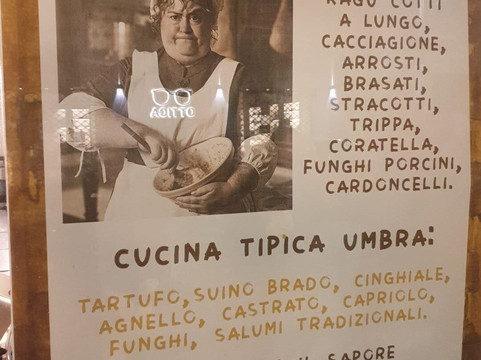 RAGÙ COTTI
A LUNGO,
CACCIAGIONE,
ARROSTI,
BRASATI,
STRACOTTI,
TRIPPA,
CORATELLA,
FUNGHI PORCINI,
CARDONCELLI.
AGITTO
CUCINA TIPICA UMBRA:
TARTUFO, SUINO BRADO, CINGHIALE,
AGNELLO, CASTRATO, CAPRIOLO,
FUNGHI, SALUMI TRADIZIONALI.
SAPORE